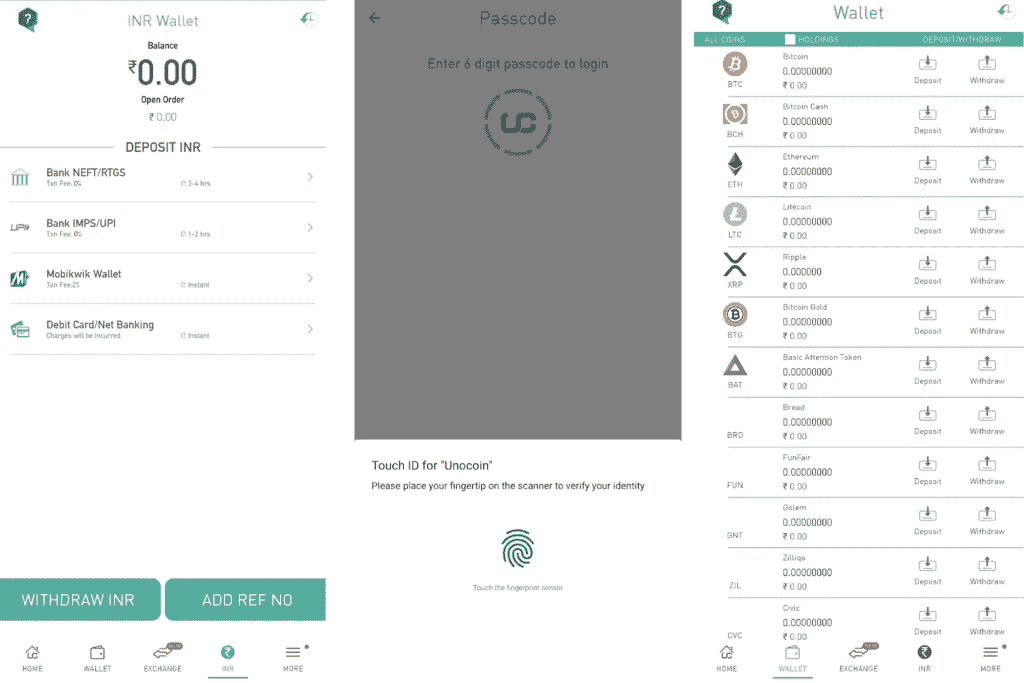 INR Wallet
Balance
₹0.00
Open Order
₹ 0.00
DEPOSIT INR
Bank NEFT/RTGS
Txn Fee: 0%
2-4 hrs
UPI
Bank IMPS/UPI
Txn Fee: 0%
1-2 hrs
Mobikwik Wallet
Txn Fee:2%
Instant
Debit Card/Net Banking
Charges will be incurred
Instant
WITHDRAW INR
ADD REF NO
HOME
WALLET
EXCHANGE
NEW
INR
MORE
Passcode
Enter 6 digit passcode to login
UC
Touch ID for "Unocoin"
Please place your fingertip on the scanner to verify your identity
Touch the fingerprint sensor
Wallet
ALL COINS
HOLDINGS
DEPOSIT/WITHDRAW
BTC
Bitcoin
0.00000000
₹ 0.00
Deposit
Withdraw
BCH
Bitcoin Cash
0.00000000
₹ 0.00
Deposit
Withdraw
ETH
Ethereum
0.00000000
₹ 0.00
Deposit
Withdraw
LTC
Litecoin
0.00000000
₹ 0.00
Deposit
Withdraw
XRP
Ripple
0.000000
₹ 0.00
Deposit
Withdraw
BTG
Bitcoin Gold
0.00000000
₹ 0.00
Deposit
Withdraw
BAT
Basic Attention Token
0.00000000
₹ 0.00
Deposit
Withdraw
BRD
Bread
0.00000000
₹ 0.00
Deposit
Withdraw
FUN
FunFair
0.00000000
₹ 0.00
Deposit
Withdraw
GNT
Golem
0.00000000
₹ 0.00
Deposit
Withdraw
ZIL
Zilliqa
0.00000000
₹ 0.00
Deposit
Withdraw
CVC
Civic
0.00000000
₹ 0.00
Deposit
Withdraw
HOME
WALLET
EXCHANGE
NEW
INR
MORE